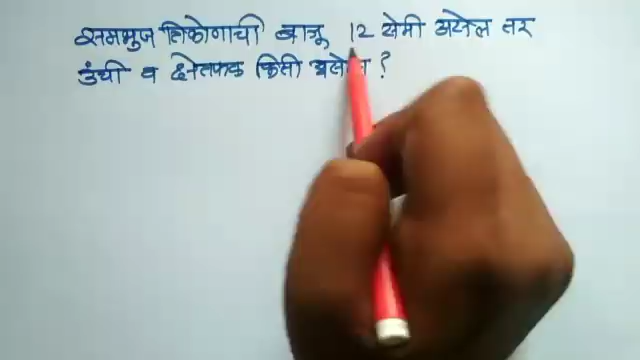 समभुज त्रिकोणाची बाजू 12 सेमी असेल तर
उंची व क्षेत्रफळ किती असेल ?